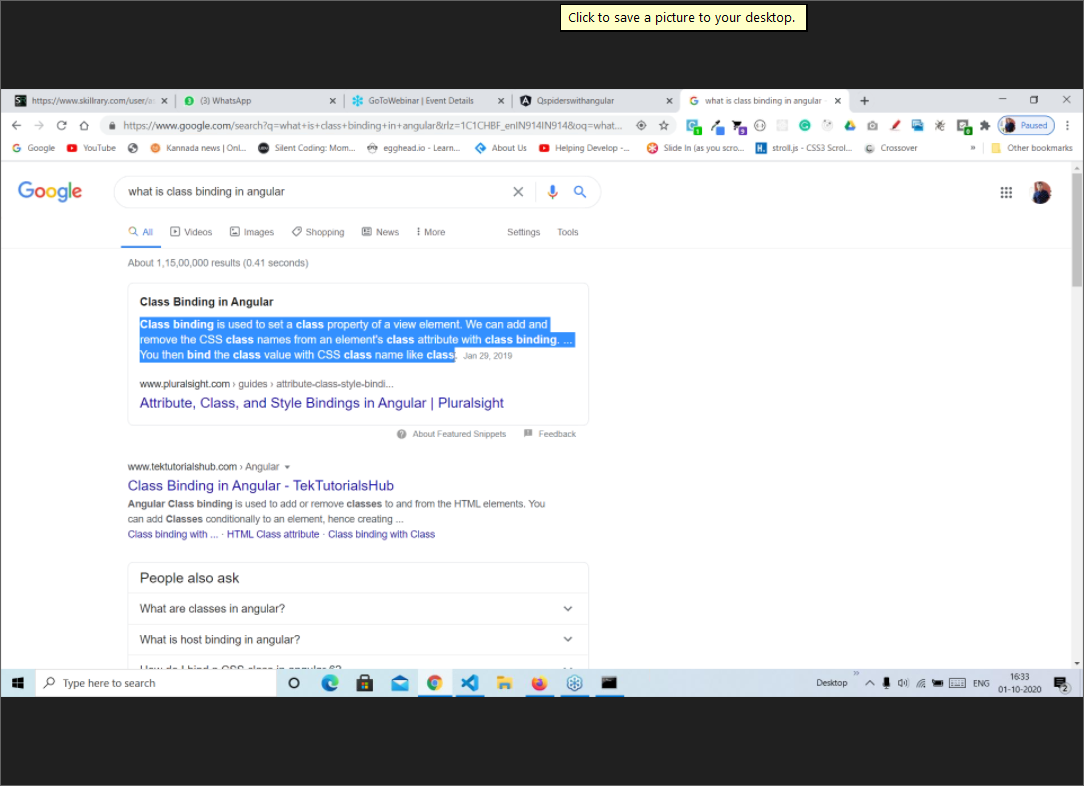 Click to save a picture to your desktop.
https://www.skillrary.com/user/
(3) WhatsApp
GoToWebinar | Event Details
Qspiderswithangular
what is class binding in angular
https://www.google.com/search?q=what+is+class+binding+in+angular&rlz=1C1CHBF_enIN914IN914&oq=what...
Paused
Google
YouTube
Kannada news | Onl...
Silent Coding: Mom...
egghead.io - Learn...
About Us
Helping Develop -...
Slide In (as you scro...
stroll.js - CSS3 Scrol...
Crossover
»
Other bookmarks
Google
what is class binding in angular
All
Videos
Images
Shopping
News
More
Settings
Tools
About 1,15,00,000 results (0.41 seconds)
Class Binding in Angular
Class binding is used to set a class property of a view element. We can add and
remove the CSS class names from an element's class attribute with class binding. ...
You then bind the class value with CSS class name like class. Jan 29, 2019
www.pluralsight.com › guides › attribute-class-style-bindi...
Attribute, Class, and Style Bindings in Angular | Pluralsight
About Featured Snippets
Feedback
www.tektutorialshub.com › Angular
Class Binding in Angular - TekTutorialsHub
Angular Class binding is used to add or remove classes to and from the HTML elements. You
can add Classes conditionally to an element, hence creating ...
Class binding with ... · HTML Class attribute · Class binding with Class
People also ask
What are classes in angular?
What is host binding in angular?
How do I bind a CSS class in angular 6?
Type here to search
Desktop
»
ENG
16:33
01-10-2020
2